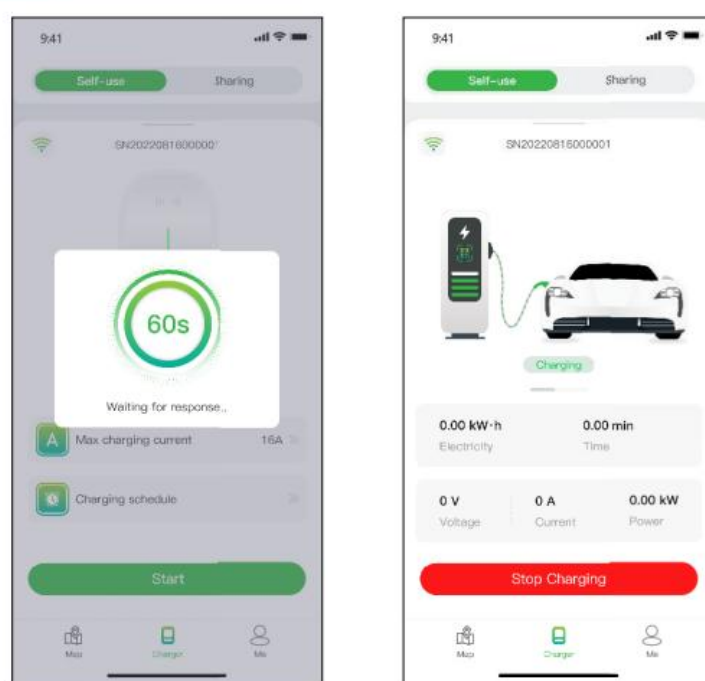 9:41
Self-use Sharing
SN20220816000001
60s
Waiting for response..
Max charging current 16A
Charging schedule
Start
Map Charger Me
9:41
Self-use Sharing
SN20220816000001
Charging
0.00 kW·h 0.00 min
Electricity Time
0 V 0 A 0.00 kW
Voltage Current Power
Stop Charging
Map Charger Me